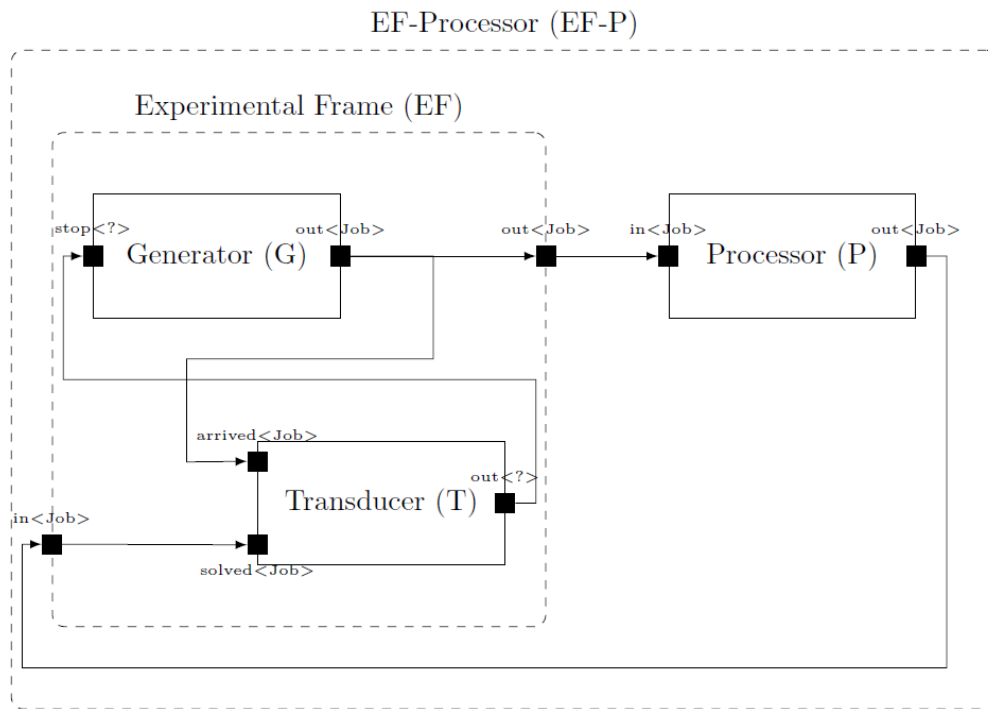 EF-Processor (EF-P)
Experimental Frame (EF)
stop<?>
out<Job>
out<Job>
in<Job>
out<Job>
Generator (G)
Processor (P)
arrived<Job>
out<?>
Transducer (T)
in<Job>
solved<Job>